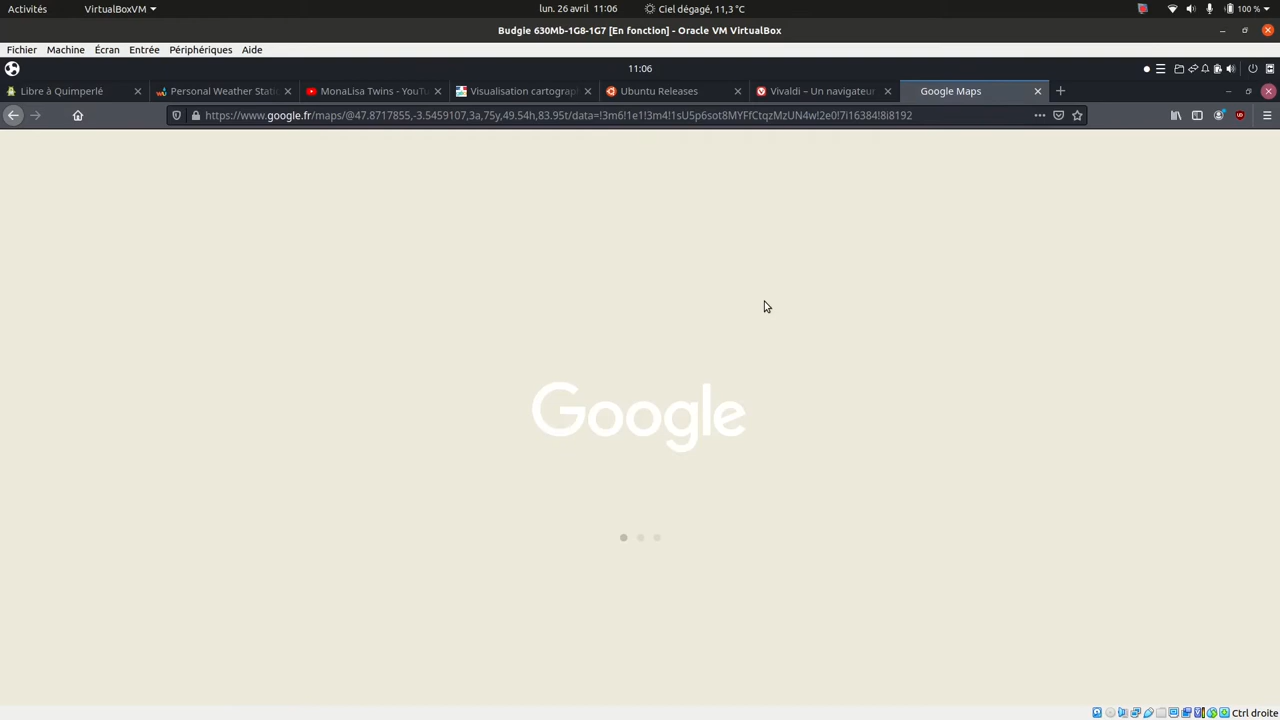 Activités VirtualBoxVM lun. 26 avril 11:06 Ciel dégagé, 11,3 °C 100 %
Budgie 630Mb-1G8-1G7 [En fonction] - Oracle VM VirtualBox
Fichier Machine Écran Entrée Périphériques Aide
11:06
Libre à Quimperlé Personal Weather Stati MonaLisa Twins - YouTu Visualisation cartograph Ubuntu Releases Vivaldi – Un navigateur Google Maps
https://www.google.fr/maps/@47.8717855,-3.5459107,3a,75y,49.54h,83.95t/data=!3m6!1e1!3m4!1sU5p6sot8MYFfCtqzMzUN4w!2e0!7i16384!8i8192
Google
Ctrl droite